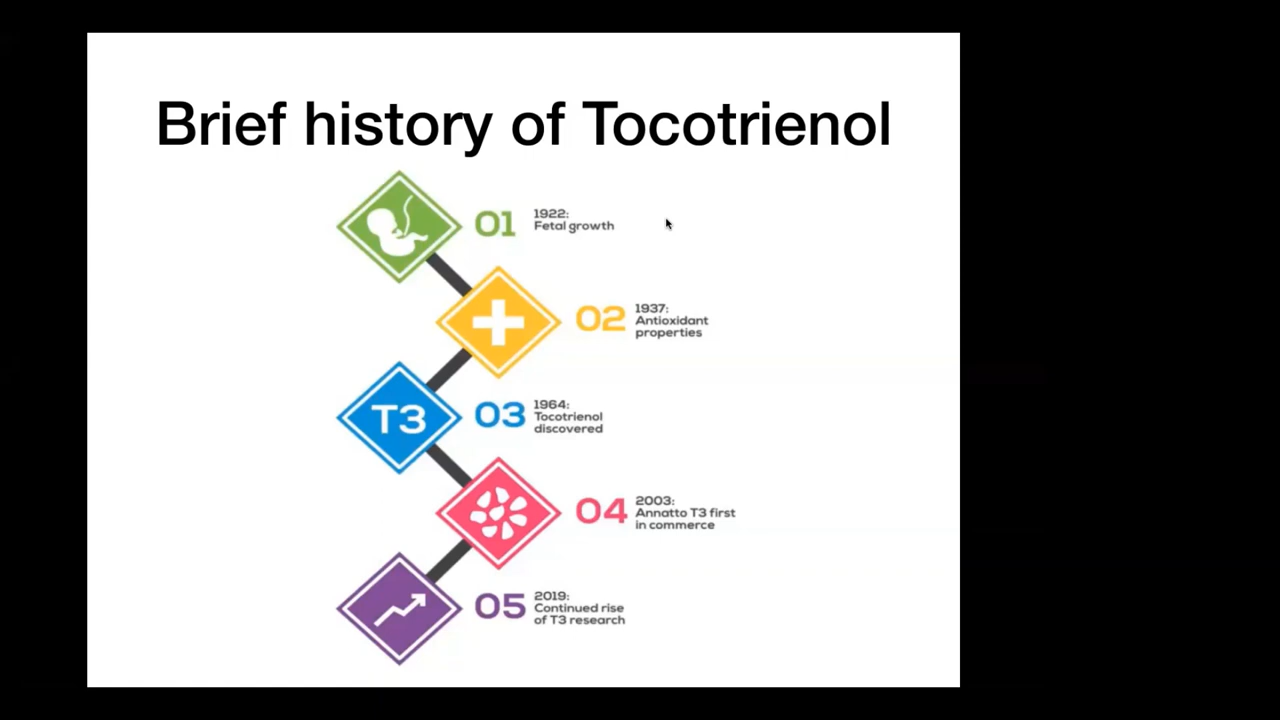 Brief history of Tocotrienol
01
1922:
Fetal growth
02
1937:
Antioxidant
properties
T3
03
1964:
Tocotrienol
discovered
04
2003:
Annatto T3 first
in commerce
05
2019:
Continued rise
of T3 research